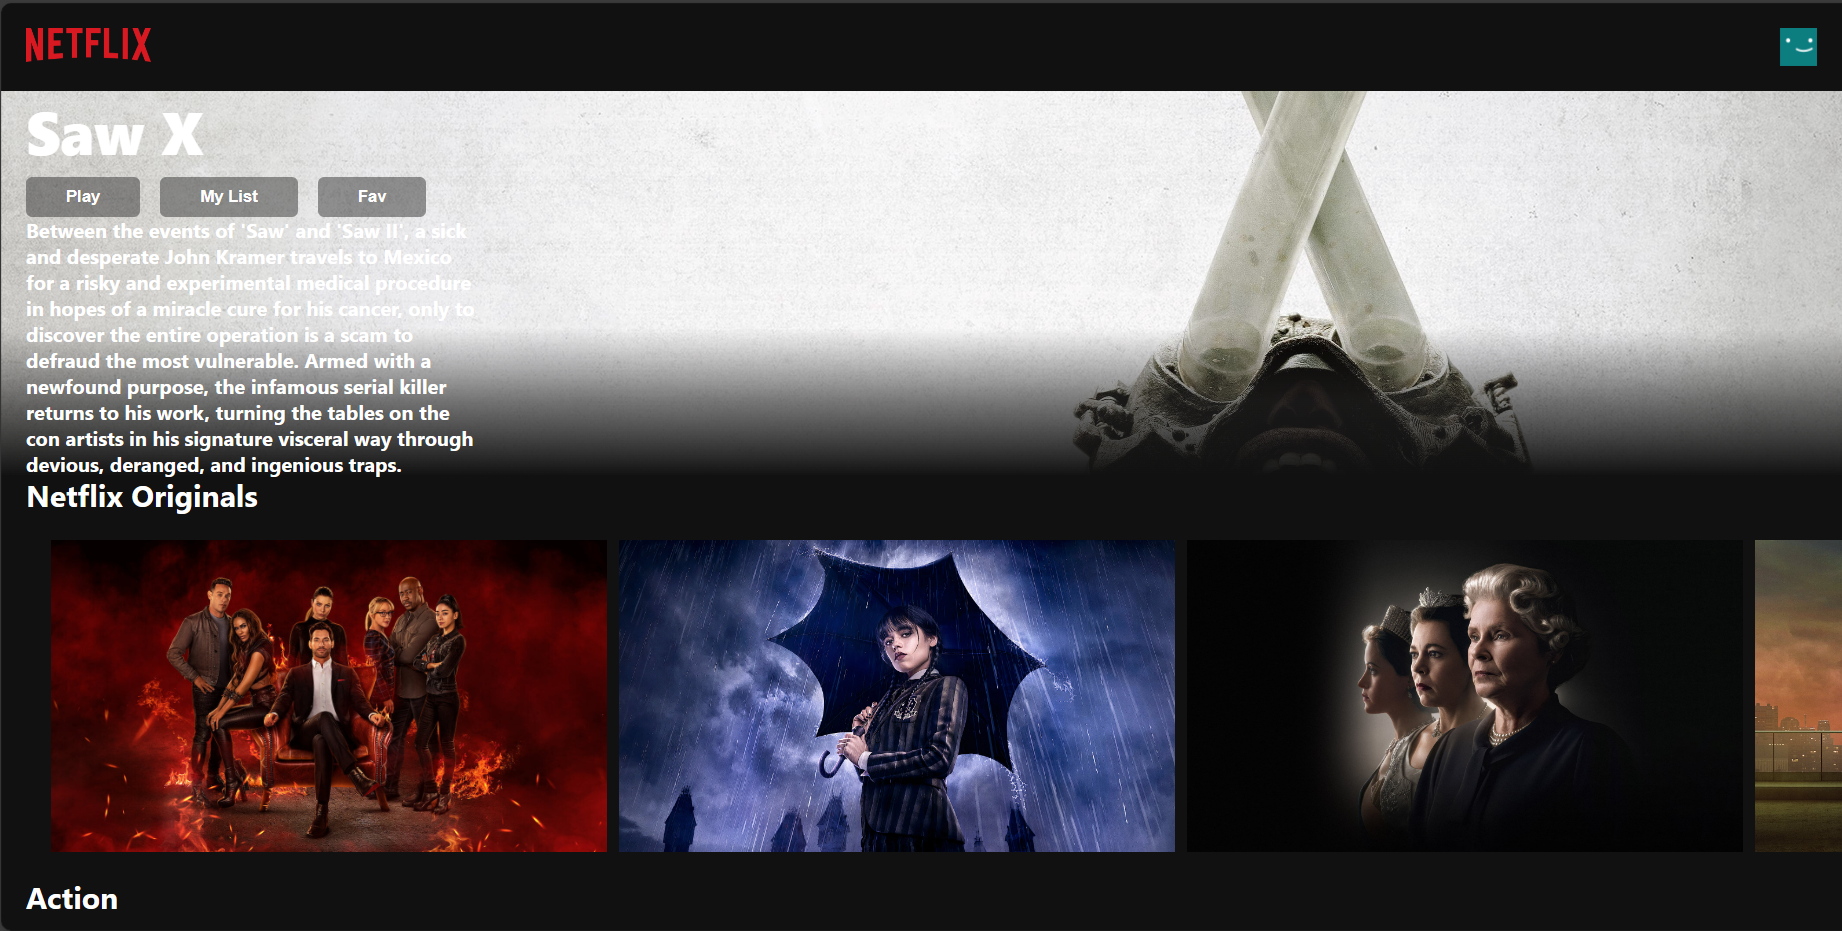 NETFLIX
Saw X
Play
My List
Fav
Between the events of 'Saw' and 'Saw II', a sick
and desperate John Kramer travels to Mexico
for a risky and experimental medical procedure
in hopes of a miracle cure for his cancer, only to
discover the entire operation is a scam to
defraud the most vulnerable. Armed with a
newfound purpose, the infamous serial killer
returns to his work, turning the tables on the
con artists in his signature visceral way through
devious, deranged, and ingenious traps.
Netflix Originals
Action